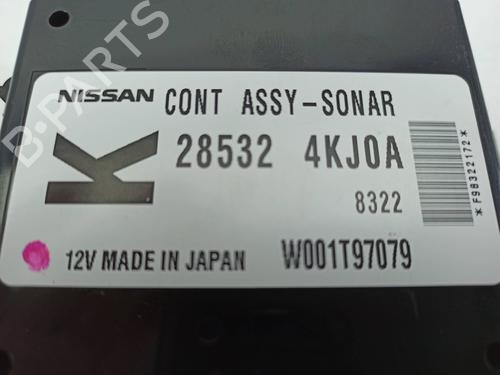 NISSAN CONT ASSY-SONAR
K
28532 4KJ0A
8322
12V MADE IN JAPAN W001T97079
*F98322172*
B-PARTS